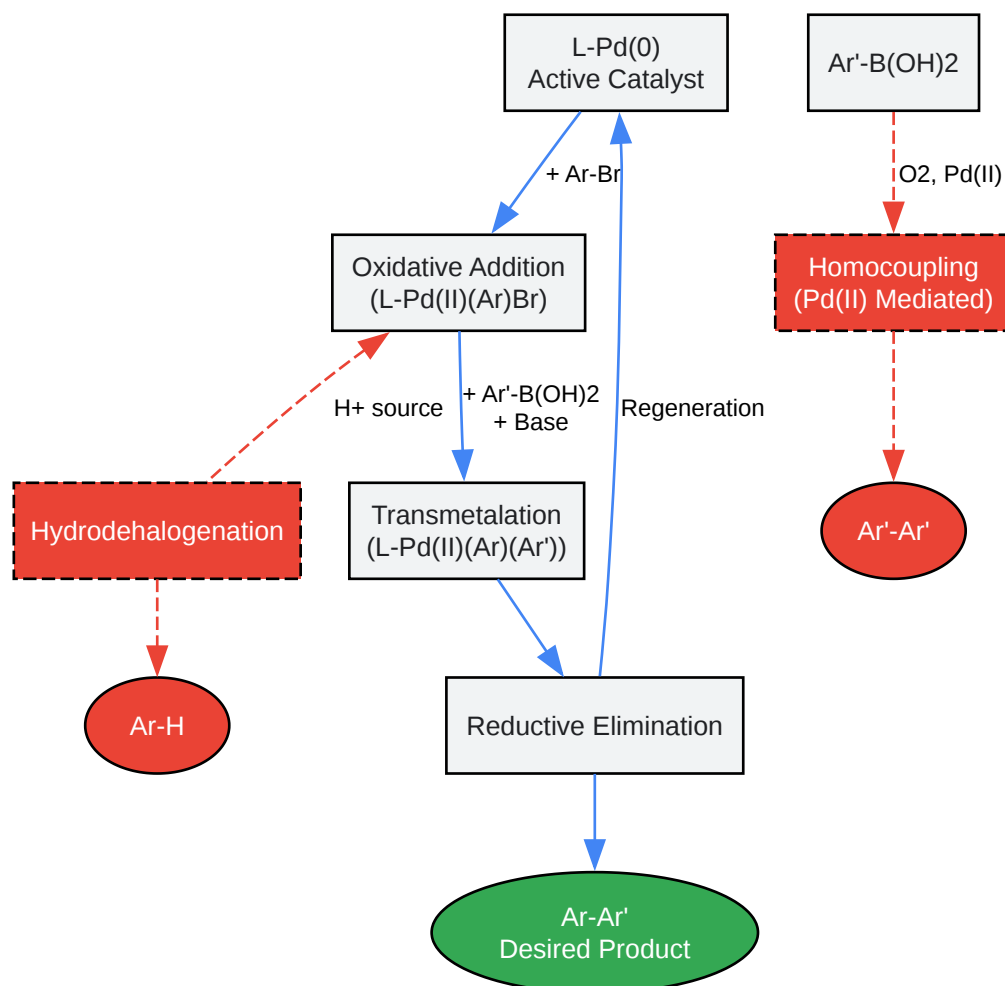 L-Pd(0)
Active Catalyst
Ar'-B(OH)2
+ Ar-Br
O2, Pd(II)
Oxidative Addition
(L-Pd(II)(Ar)Br)
Homocoupling
(Pd(II) Mediated)
H+ source
+ Ar'-B(OH)2
+ Base
Regeneration
Hydrodehalogenation
Transmetalation
(L-Pd(II)(Ar)(Ar'))
Ar'-Ar'
Ar-H
Reductive Elimination
Ar-Ar'
Desired Product